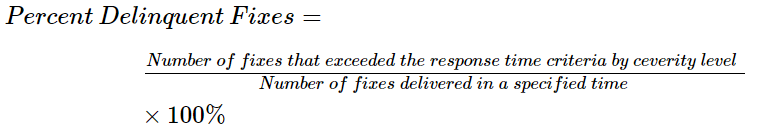 Percent Delinquent Fixes =
Number of fixes that exceeded the response time criteria by ceverity level
Number of fixes delivered in a specified time
× 100%